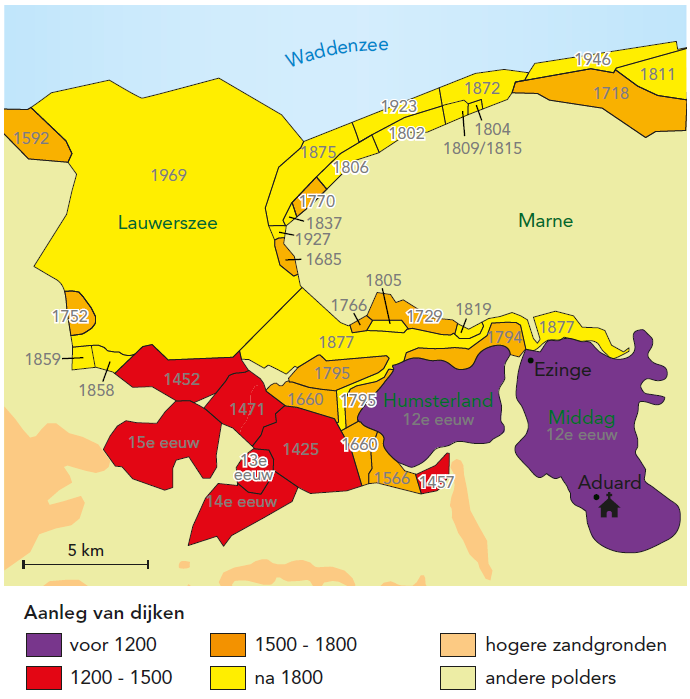 Waddenzee
1946
1811
1872
1718
1923
1592
1802
1804
1809/1815
1875
1806
1969
1770
Lauwerszee
1837
Marne
1927
1685
1805
1752
1766
1729
1819
1877
1794
1877
1859
1858
1452
1795
Ezinge
1471
1660
1795
Humsterland
12e eeuw
Middag
12e eeuw
15e eeuw
1425
1660
13e
eeuw
1566
1457
Aduard
14e eeuw
5 km
Aanleg van dijken
voor 1200
1500 - 1800
hogere zandgronden
1200 - 1500
na 1800
andere polders